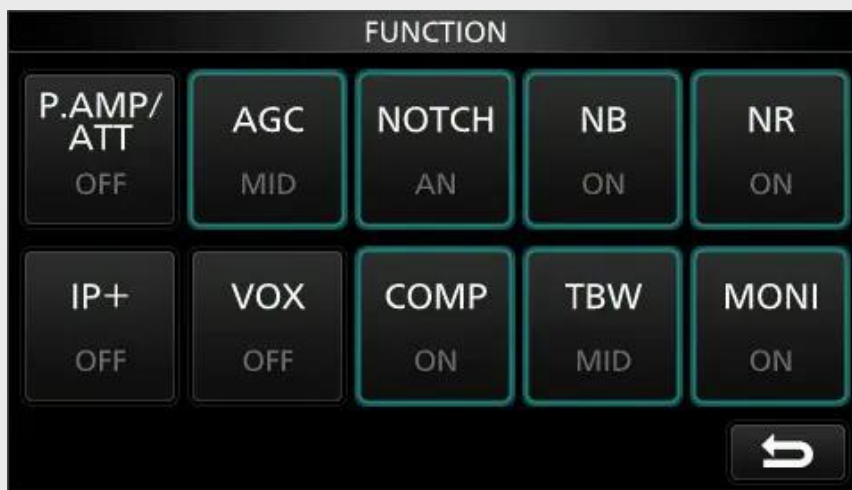 FUNCTION
P.AMP/
ATT
OFF
AGC
MID
NOTCH
AN
NB
ON
NR
ON
IP+
OFF
VOX
OFF
COMP
ON
TBW
MID
MONI
ON